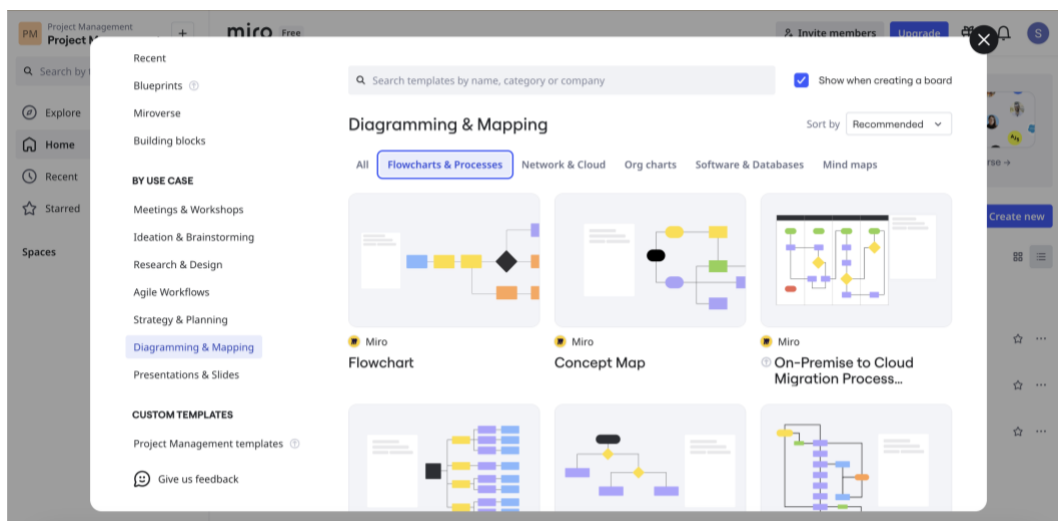 PM
Project Management
Project M
+
miro
Free
Invite members
Upgrade
S
Search by t
Explore
Home
Recent
Starred
Spaces
rse →
Create new
Recent
Blueprints
Miroverse
Building blocks
BY USE CASE
Meetings & Workshops
Ideation & Brainstorming
Research & Design
Agile Workflows
Strategy & Planning
Diagramming & Mapping
Presentations & Slides
CUSTOM TEMPLATES
Project Management templates
Give us feedback
Search templates by name, category or company
Show when creating a board
Diagramming & Mapping
Sort by Recommended
All Flowcharts & Processes Network & Cloud Org charts Software & Databases Mind maps
Miro
Flowchart
Miro
Concept Map
Miro
On-Premise to Cloud
Migration Process...